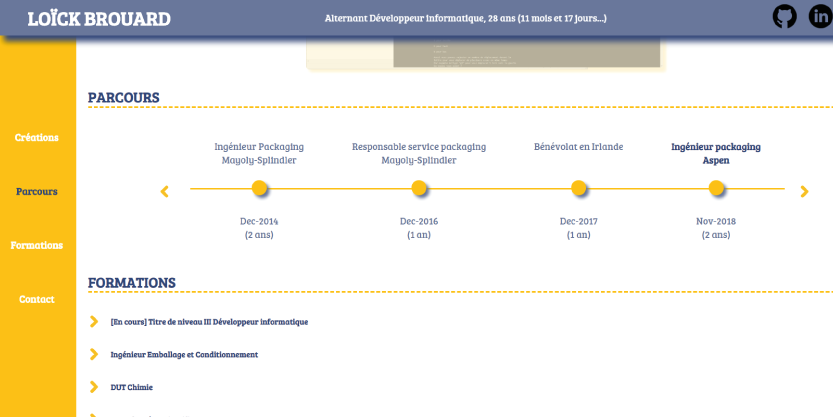 LOÏCK BROUARD
Alternant Développeur Informatique, 28 ans (11 mois et 17 jours...)
in
PARCOURS
Créations
Parcours
Formations
Contact
Ingénieur Packaging
Mayoly-Splindler
Responsable service packaging
Mayoly-Splindler
Bénévolat en Irlande
Ingénieur packaging
Aspen
Dec-2014
(2 ans)
Dec-2016
(1 an)
Dec-2017
(1 an)
Nov-2018
(2 ans)
FORMATIONS
[En cours] Titre de niveau III Développeur informatique
Ingénieur Emballage et Conditionnement
DUT Chimie